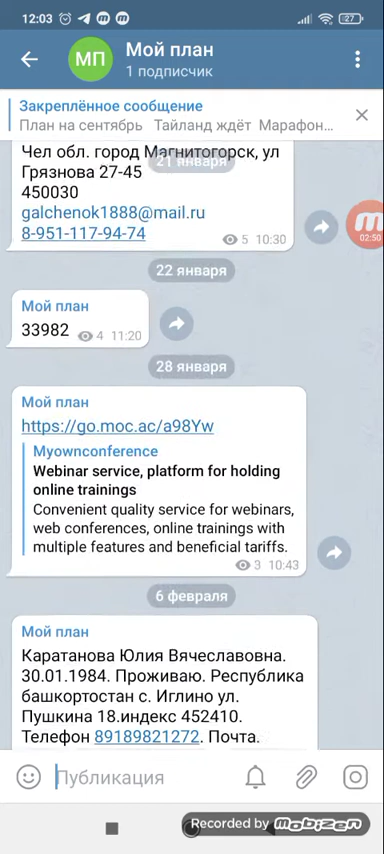 12:03
27
МП
Мой план
1 подписчик
Закреплённое сообщение
План на сентябрь Тайланд ждёт Марафон...
Чел обл. город Магнитогорск, ул
21 января
Грязнова 27-45
450030
galchenok1888@mail.ru
8-951-117-94-74
5 10:30
02:50
22 января
Мой план
33982
4 11:20
28 января
Мой план
https://go.moc.ac/a98Yw
Myownconference
Webinar service, platform for holding
online trainings
Convenient quality service for webinars,
web conferences, online trainings with
multiple features and beneficial tariffs.
3 10:43
6 февраля
Мой план
Каратанова Юлия Вячеславовна.
30.01.1984. Проживаю. Республика
башкортостан с. Иглино ул.
Пушкина 18.индекс 452410.
Телефон 89189821272. Почта.
Публикация
Recorded by mobizen